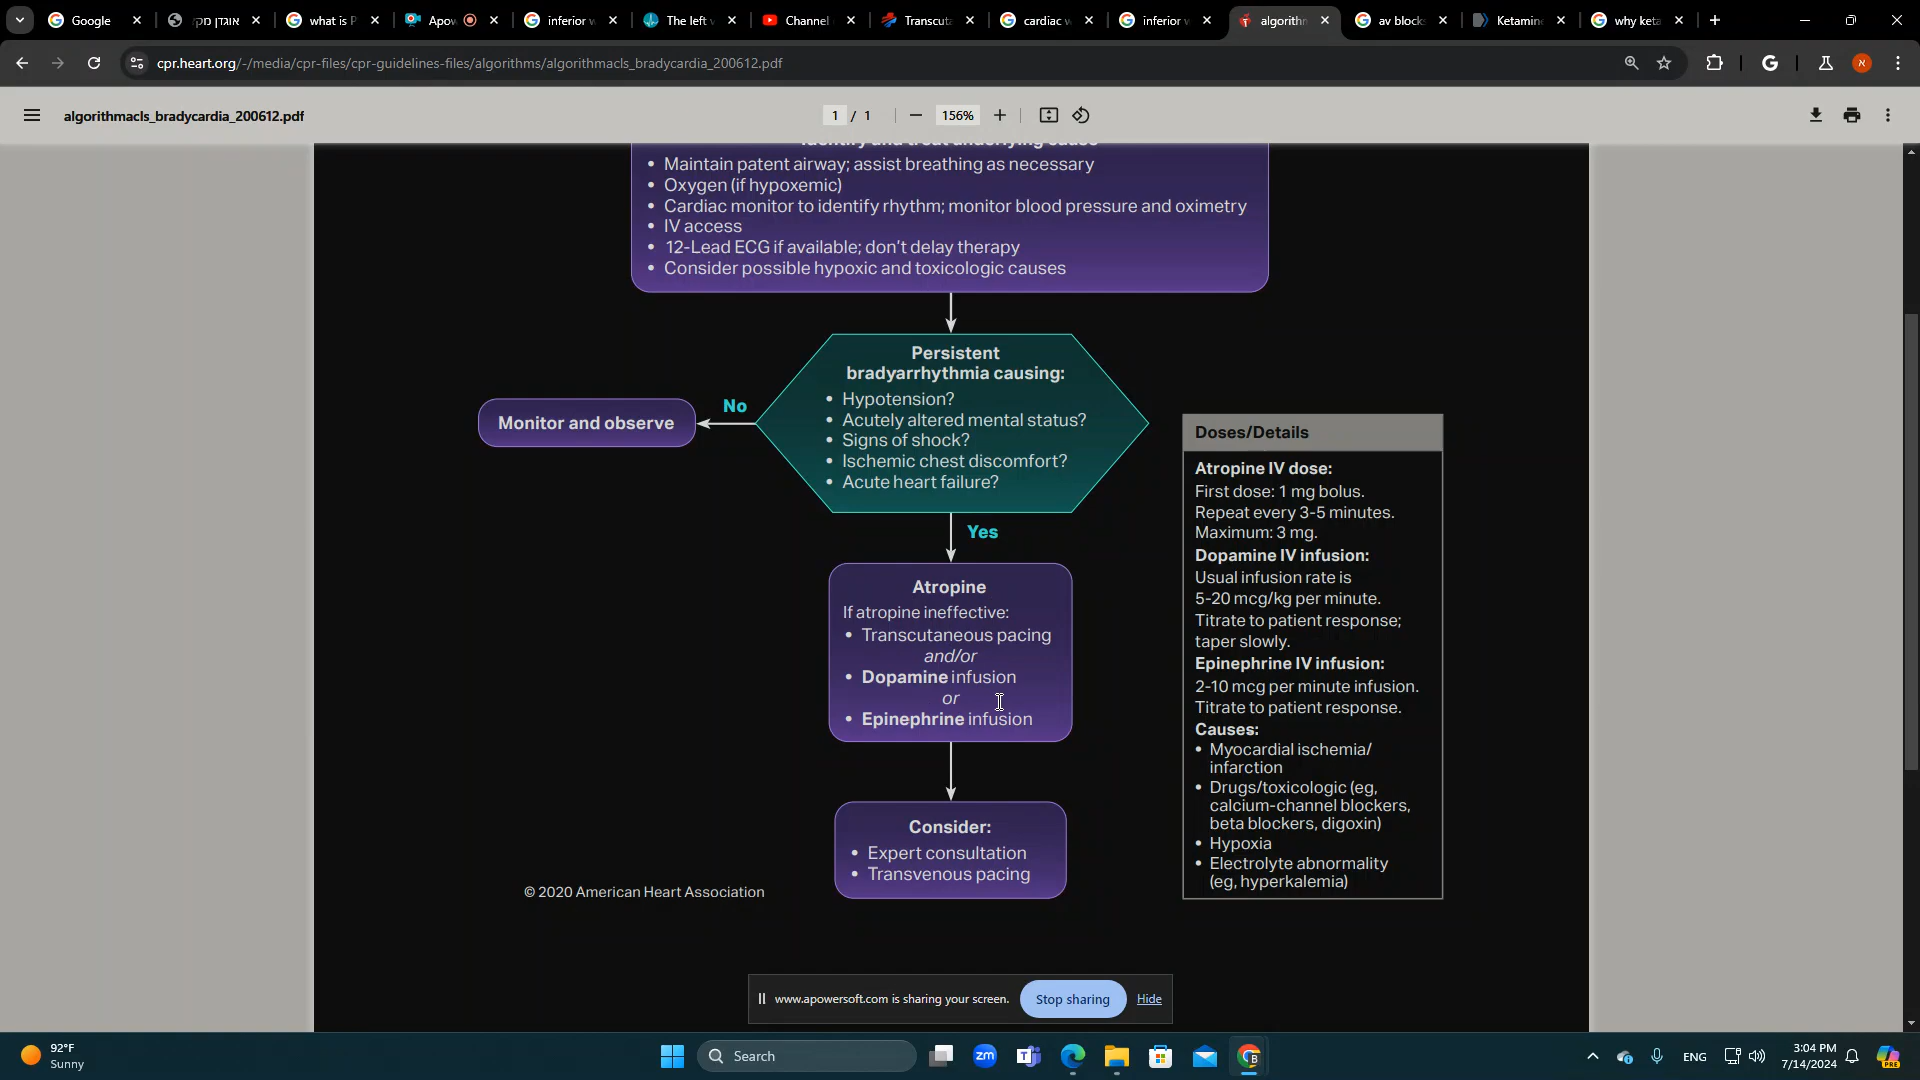 Google
אוגדן מקי
what is P
Apow
inferior w
The left v
Channel
Transcuta
cardiac w
inferior w
algorithm
av block
Ketamine
why keta
cpr.heart.org/-/media/cpr-files/cpr-guidelines-files/algorithms/algorithmacls_bradycardia_200612.pdf
algorithmacls_bradycardia_200612.pdf
1 / 1
156%
Identify and treat underlying cause
• Maintain patent airway; assist breathing as necessary
• Oxygen (if hypoxemic)
• Cardiac monitor to identify rhythm; monitor blood pressure and oximetry
• IV access
• 12-Lead ECG if available; don't delay therapy
• Consider possible hypoxic and toxicologic causes
Persistent
bradyarrhythmia causing:
• Hypotension?
• Acutely altered mental status?
• Signs of shock?
• Ischemic chest discomfort?
• Acute heart failure?
No
Monitor and observe
Yes
Atropine
If atropine ineffective:
• Transcutaneous pacing
and/or
• Dopamine infusion
or
• Epinephrine infusion
Consider:
• Expert consultation
• Transvenous pacing
Doses/Details
Atropine IV dose:
First dose: 1 mg bolus.
Repeat every 3-5 minutes.
Maximum: 3 mg.
Dopamine IV infusion:
Usual infusion rate is
5-20 mcg/kg per minute.
Titrate to patient response;
taper slowly.
Epinephrine IV infusion:
2-10 mcg per minute infusion.
Titrate to patient response.
Causes:
• Myocardial ischemia/
infarction
• Drugs/toxicologic (eg,
calcium-channel blockers,
beta blockers, digoxin)
• Hypoxia
• Electrolyte abnormality
(eg, hyperkalemia)
© 2020 American Heart Association
www.apowersoft.com is sharing your screen.
Stop sharing
Hide
92°F
Sunny
Search
zm
ENG
3:04 PM
7/14/2024
PRE